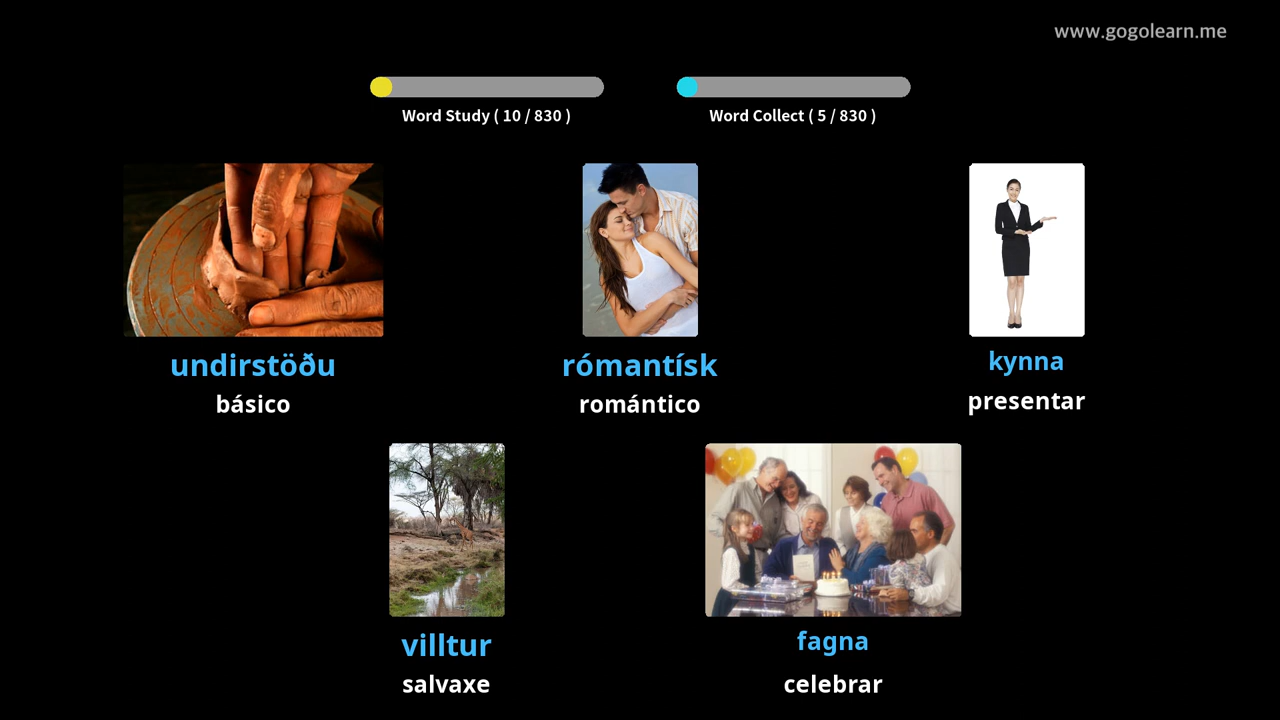 www.gogolearn.me
Word Study ( 10 / 830 )
Word Collect ( 5 / 830 )
undirstöðu
básico
rómantísk
romántico
kynna
presentar
villtur
salvaxe
fagna
celebrar